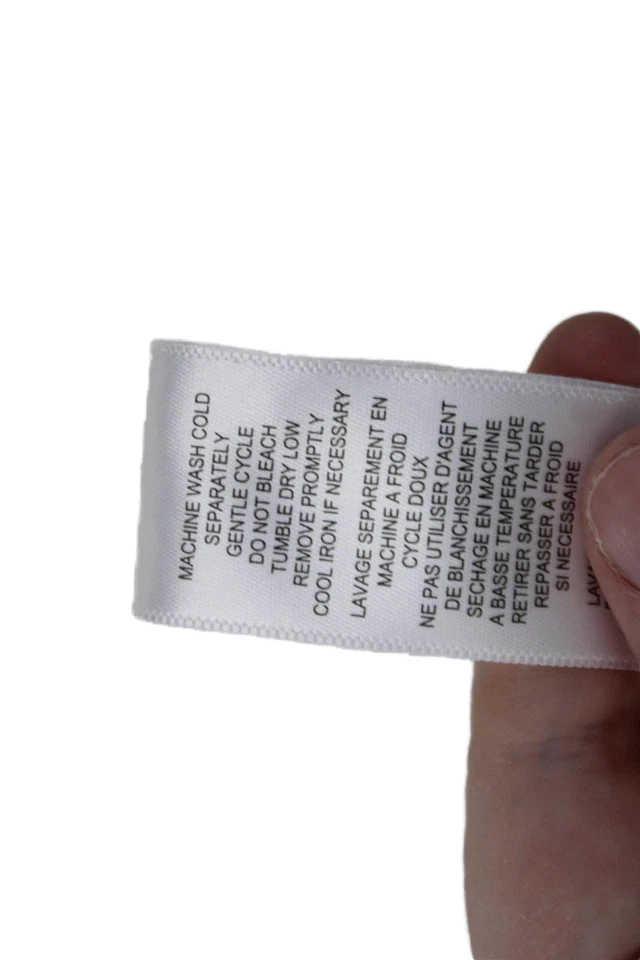 MACHINE WASH COLD
SEPARATELY
GENTLE CYCLE
DO NOT BLEACH
TUMBLE DRY LOW
REMOVE PROMPTLY
COOL IRON IF NECESSARY
LAVAGE SEPAREMENT EN
MACHINE A FROID
CYCLE DOUX
NE PAS UTILISER D'AGENT
DE BLANCHISSEMENT
SECHAGE EN MACHINE
A BASSE TEMPERATURE
RETIRER SANS TARDER
REPASSER A FROID
SI NECESSAIRE